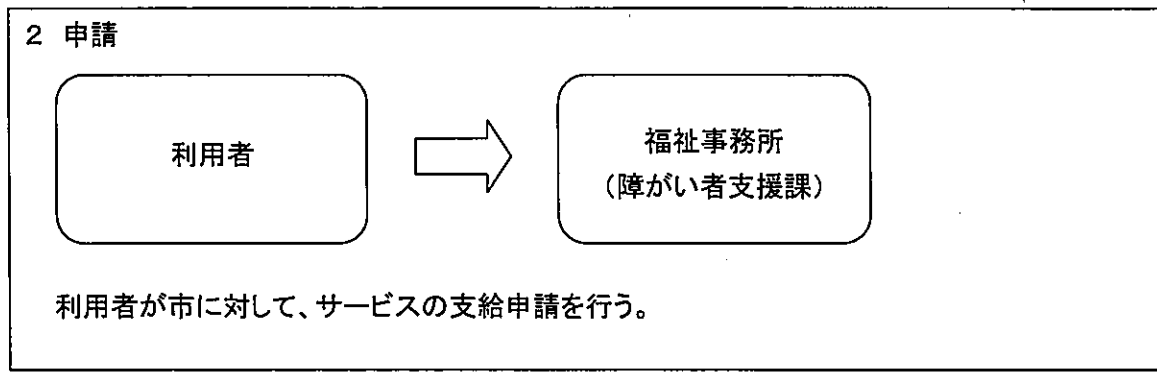 ２ 申請
利用者
福祉事務所
（障がい者支援課）
利用者が市に対して、サービスの支給申請を行う。